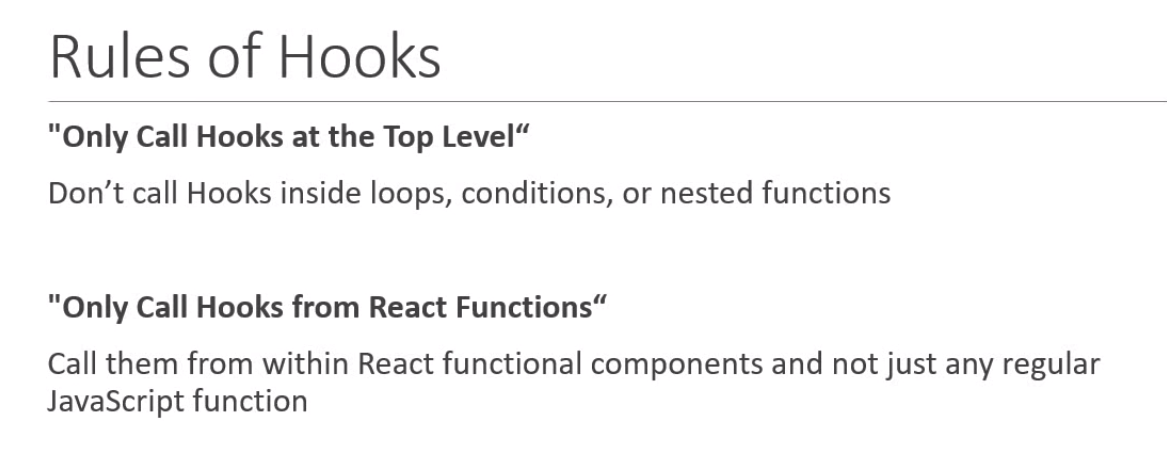 Rules of Hooks
"Only Call Hooks at the Top Level“
Don’t call Hooks inside loops, conditions, or nested functions
"Only Call Hooks from React Functions“
Call them from within React functional components and not just any regular
JavaScript function